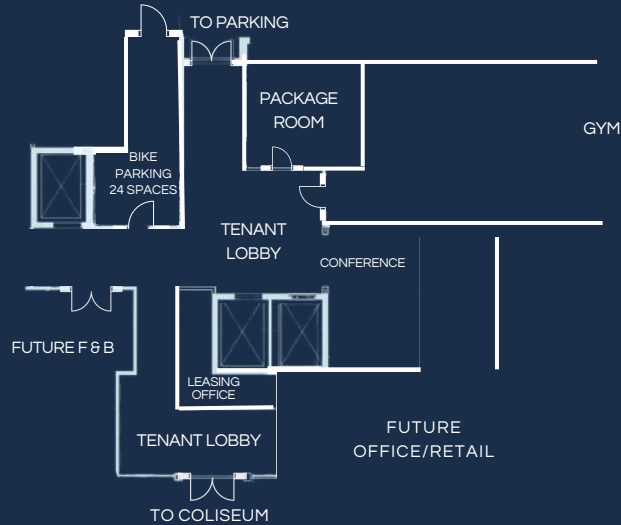 TO PARKING
PACKAGE
ROOM
GYM
BIKE
PARKING
24 SPACES
TENANT
LOBBY
CONFERENCE
FUTURE F & B
LEASING
OFFICE
FUTURE
OFFICE/RETAIL
TENANT LOBBY
TO COLISEUM